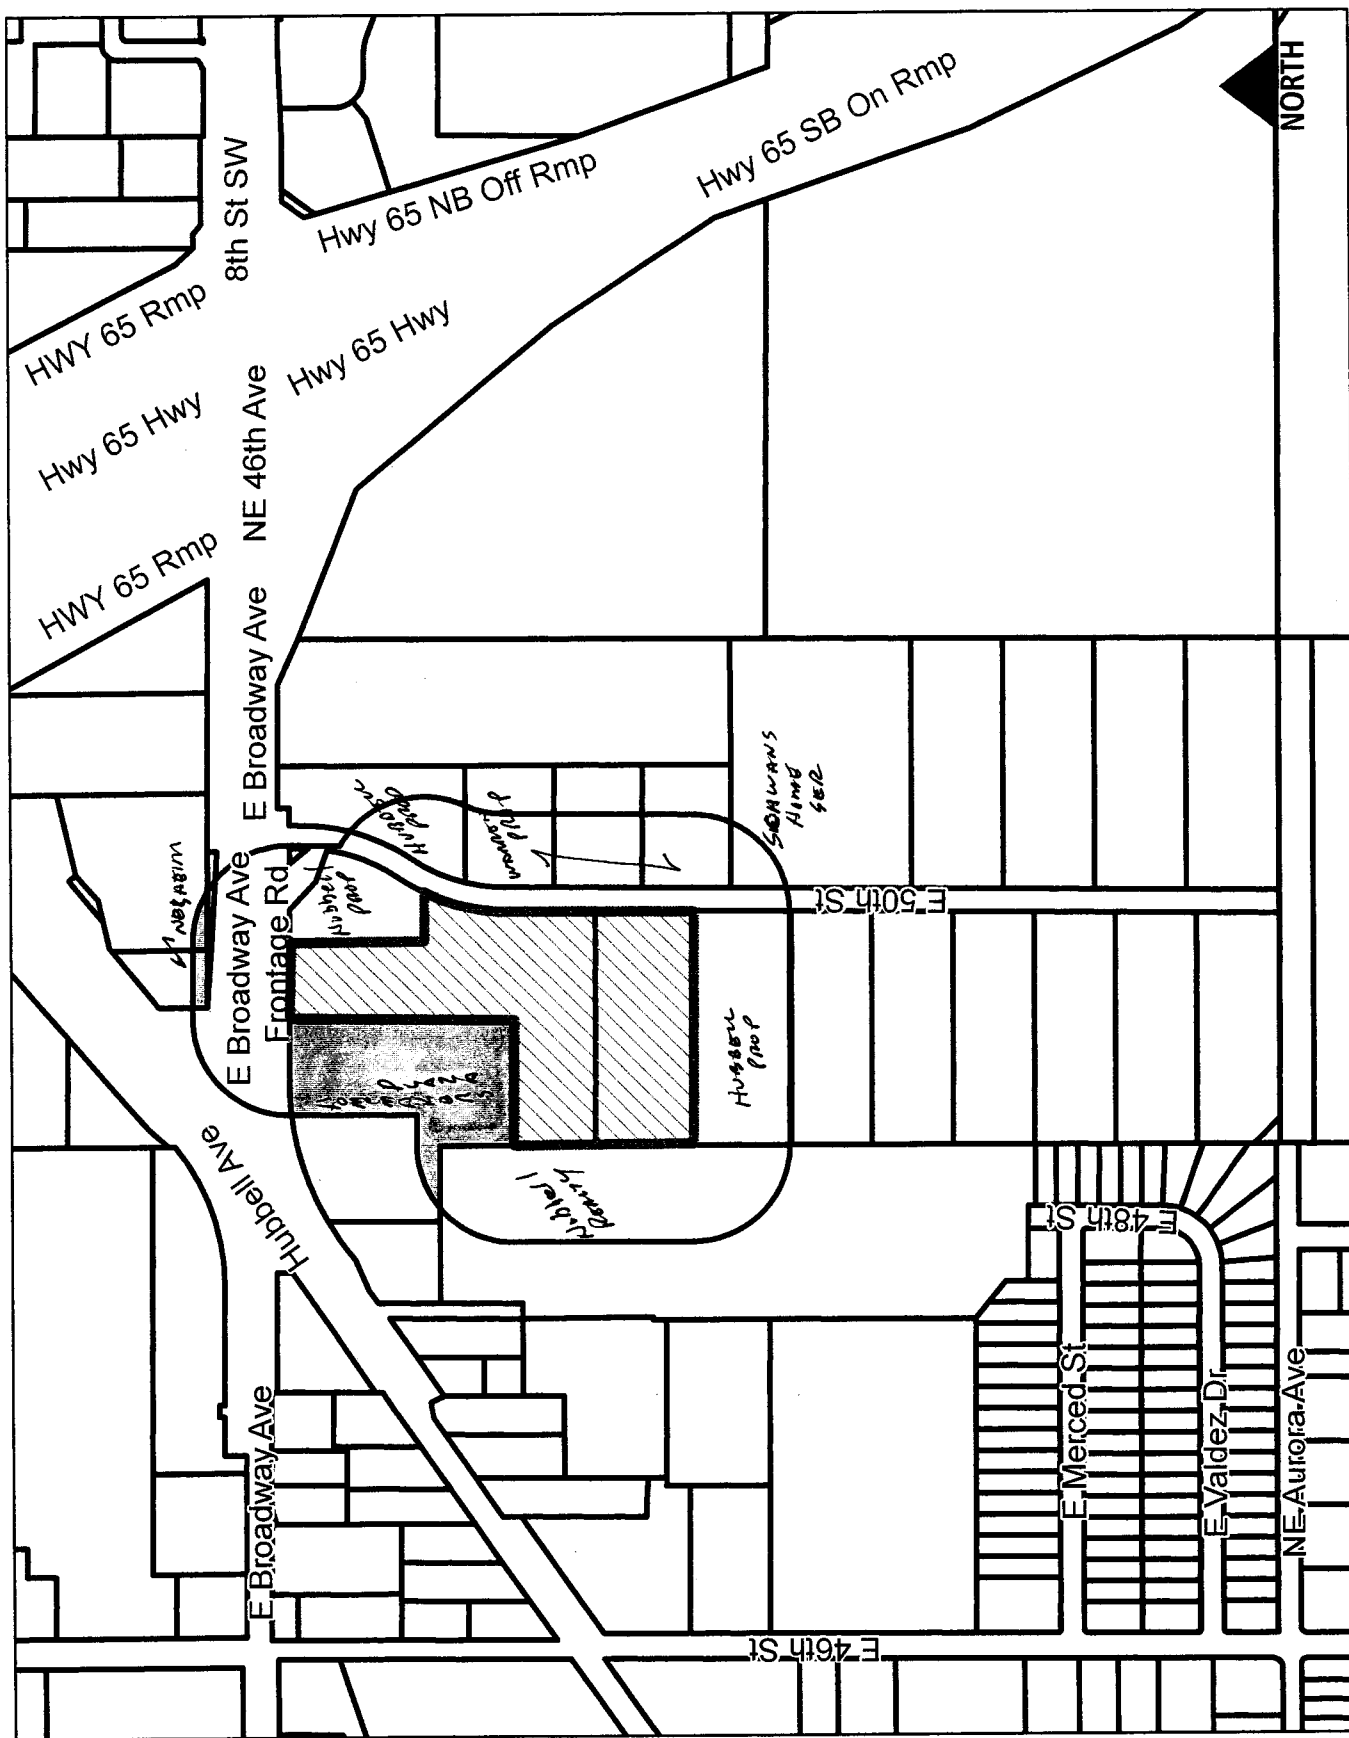 HWY 65 Rmp
8th St SW
Hwy 65 NB Off Rmp
Hwy 65 SB On Rmp
NORTH
Hwy 65 Hwy
NE 46th Ave
Hwy 65 Hwy
HWY 65 Rmp
E Broadway Ave
E Broadway Ave
Frontage Rd
E Broadway Ave
Hubbell
Prop
Hubbell
Prop
Prop
Home
Ser
E 50th St
Hubbell
Prop
Hubbell
Realty
Hubbell Ave
E 48th St
E Broadway Ave
E Merced St
E Valdez Dr
NE Aurora Ave
E 46th St